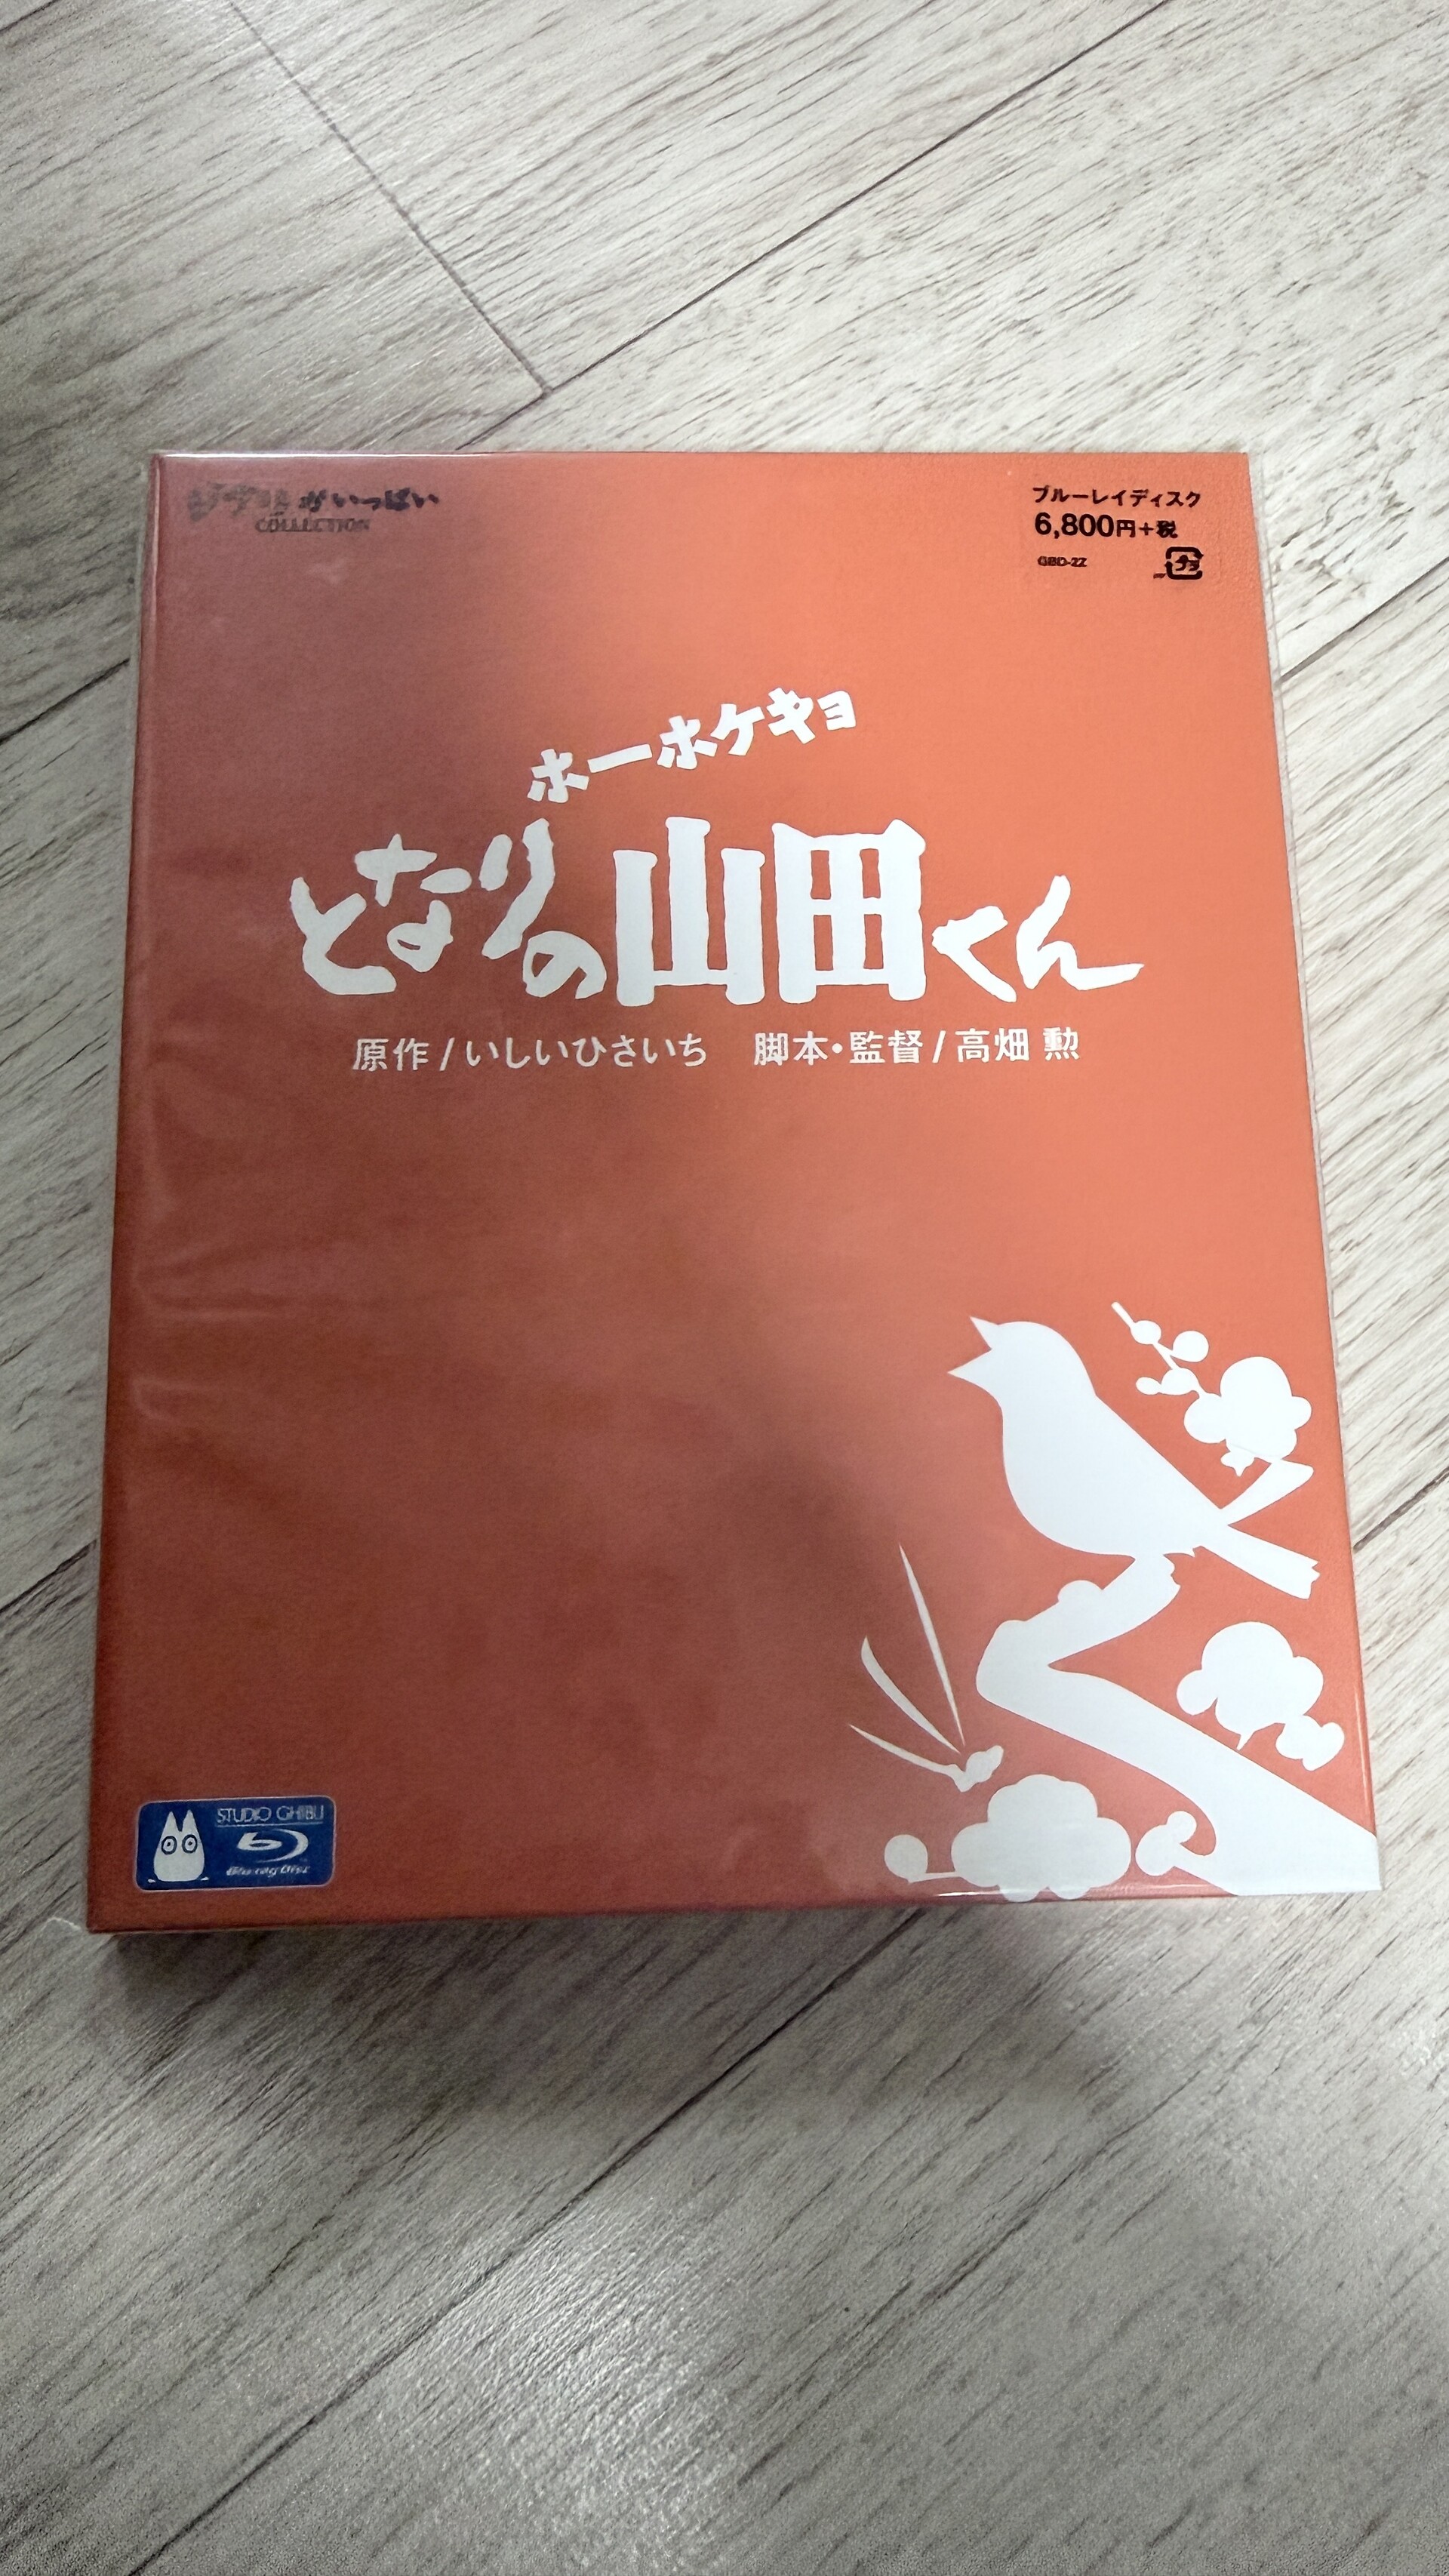 ジブリがいっぱい
COLLECTION
ブルーレイディスク
6,800円+税
GBD-2Z
ホーホケキョ
となりの山田くん
原作/いしいひさいち 脚本・監督/高畑 勲
STUDIO GHIBLI
Blu-ray Disc